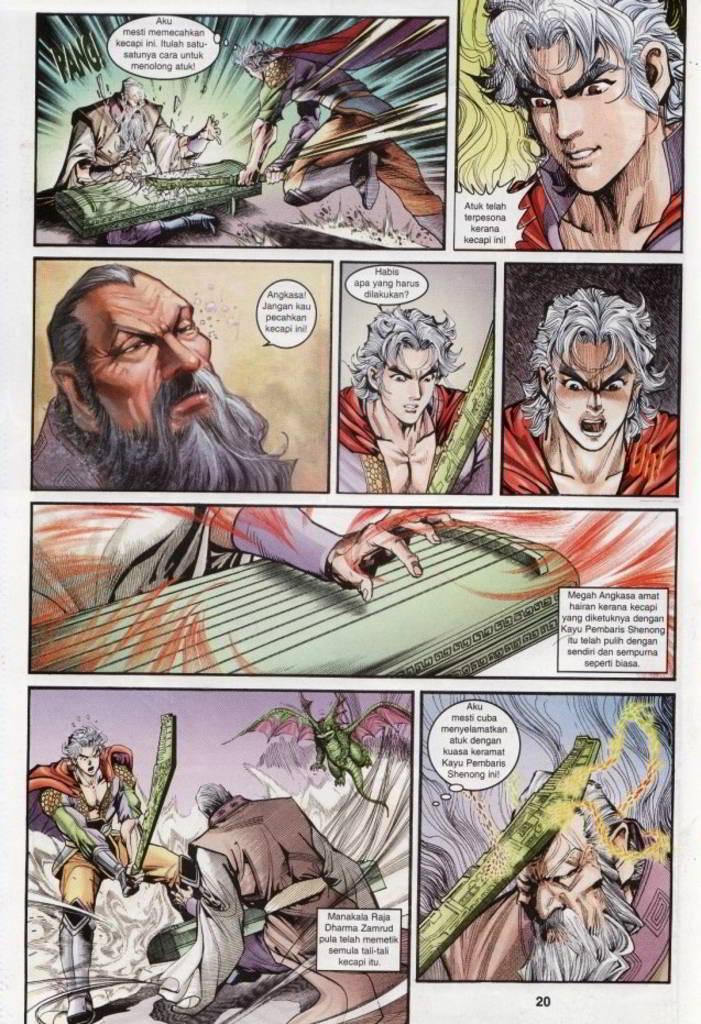 PANG!
Aku
mesti memecahkan
kecapi ini. Itulah satu-
satunya cara untuk
menolong atuk!
Atuk telah
terpesona
kerana
kecapi ini!
Angkasa!
Jangan kau
pecahkan
kecapi ini!
Habis
apa yang harus
dilakukan?
UH!
Megah Angkasa amat
hairan kerana kecapi
yang diketuknya dengan
Kayu Pembaris Shenong
itu telah pulih dengan
sendiri dan sempurna
seperti biasa.
Manakala Raja
Dharma Zamrud
pula telah memetik
semula tali-tali
kecapi itu.
Aku
mesti cuba
menyelamatkan
atuk dengan
kuasa keramat
Kayu Pembaris
Shenong ini!
20